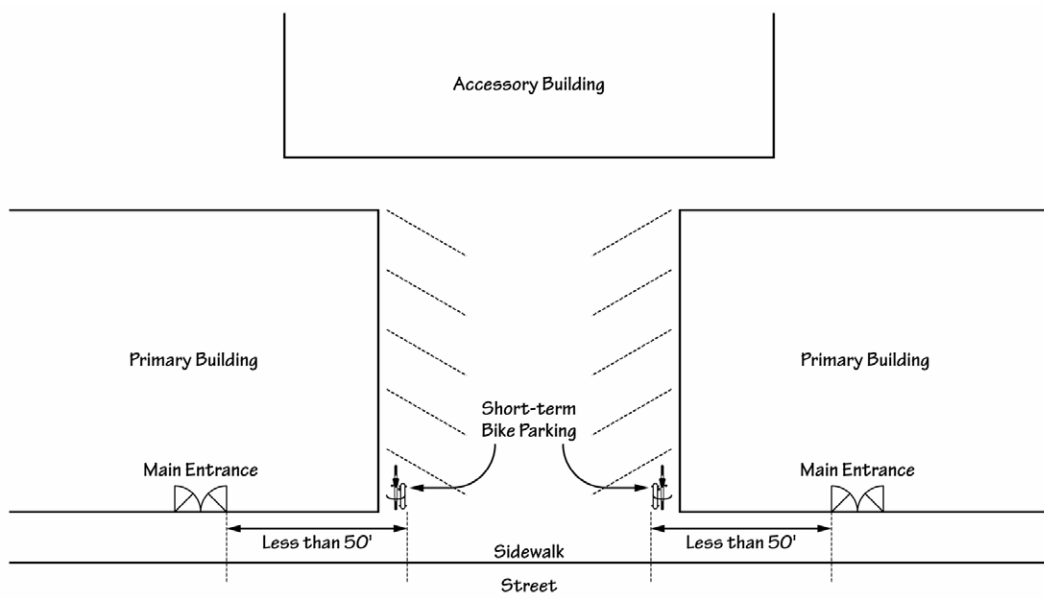 Accessory Building
Primary Building
Primary Building
Short-term
Bike Parking
Main Entrance
Main Entrance
Less than 50'
Less than 50'
Sidewalk
Street